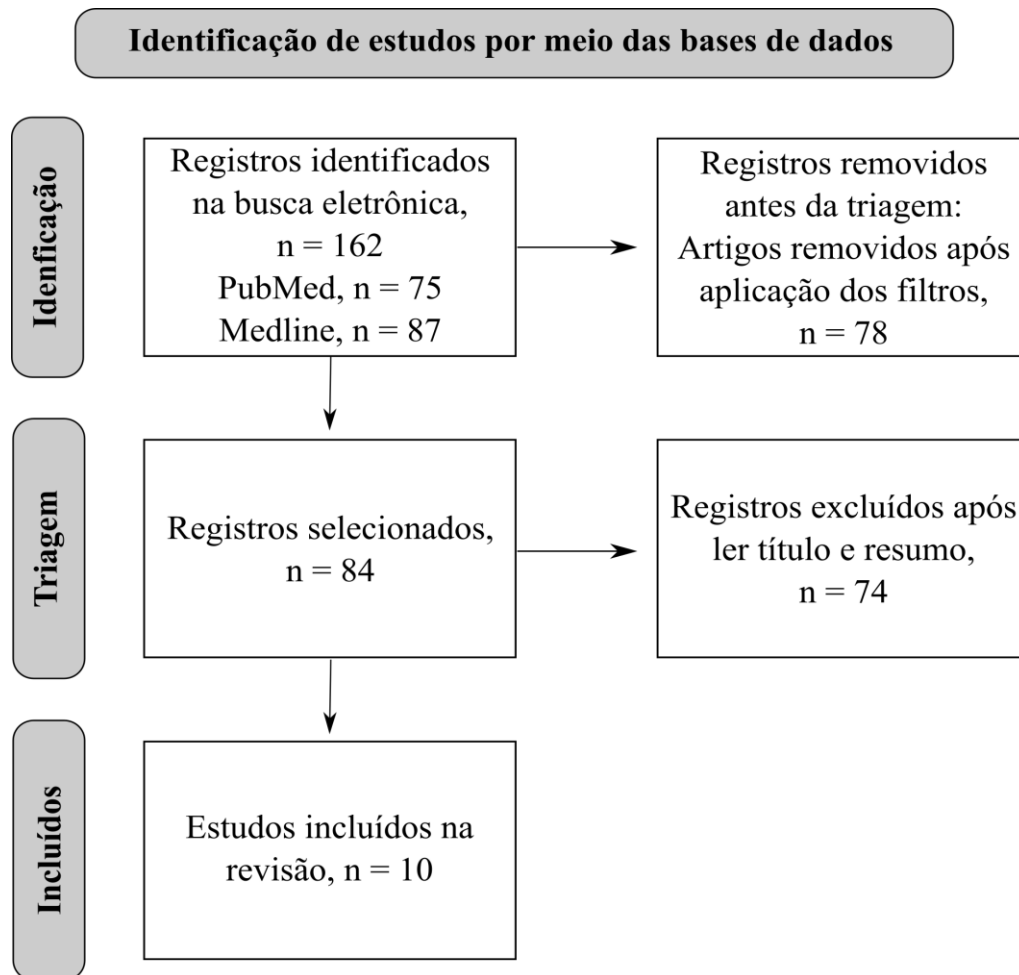 Identificação de estudos por meio das bases de dados
Idenficação
Registros identificados
na busca eletrônica,
n = 162
PubMed, n = 75
Medline, n = 87
Registros removidos
antes da triagem:
Artigos removidos após
aplicação dos filtros,
n = 78
Triagem
Registros selecionados,
n = 84
Registros excluídos após
ler título e resumo,
n = 74
Incluídos
Estudos incluídos na
revisão, n = 10